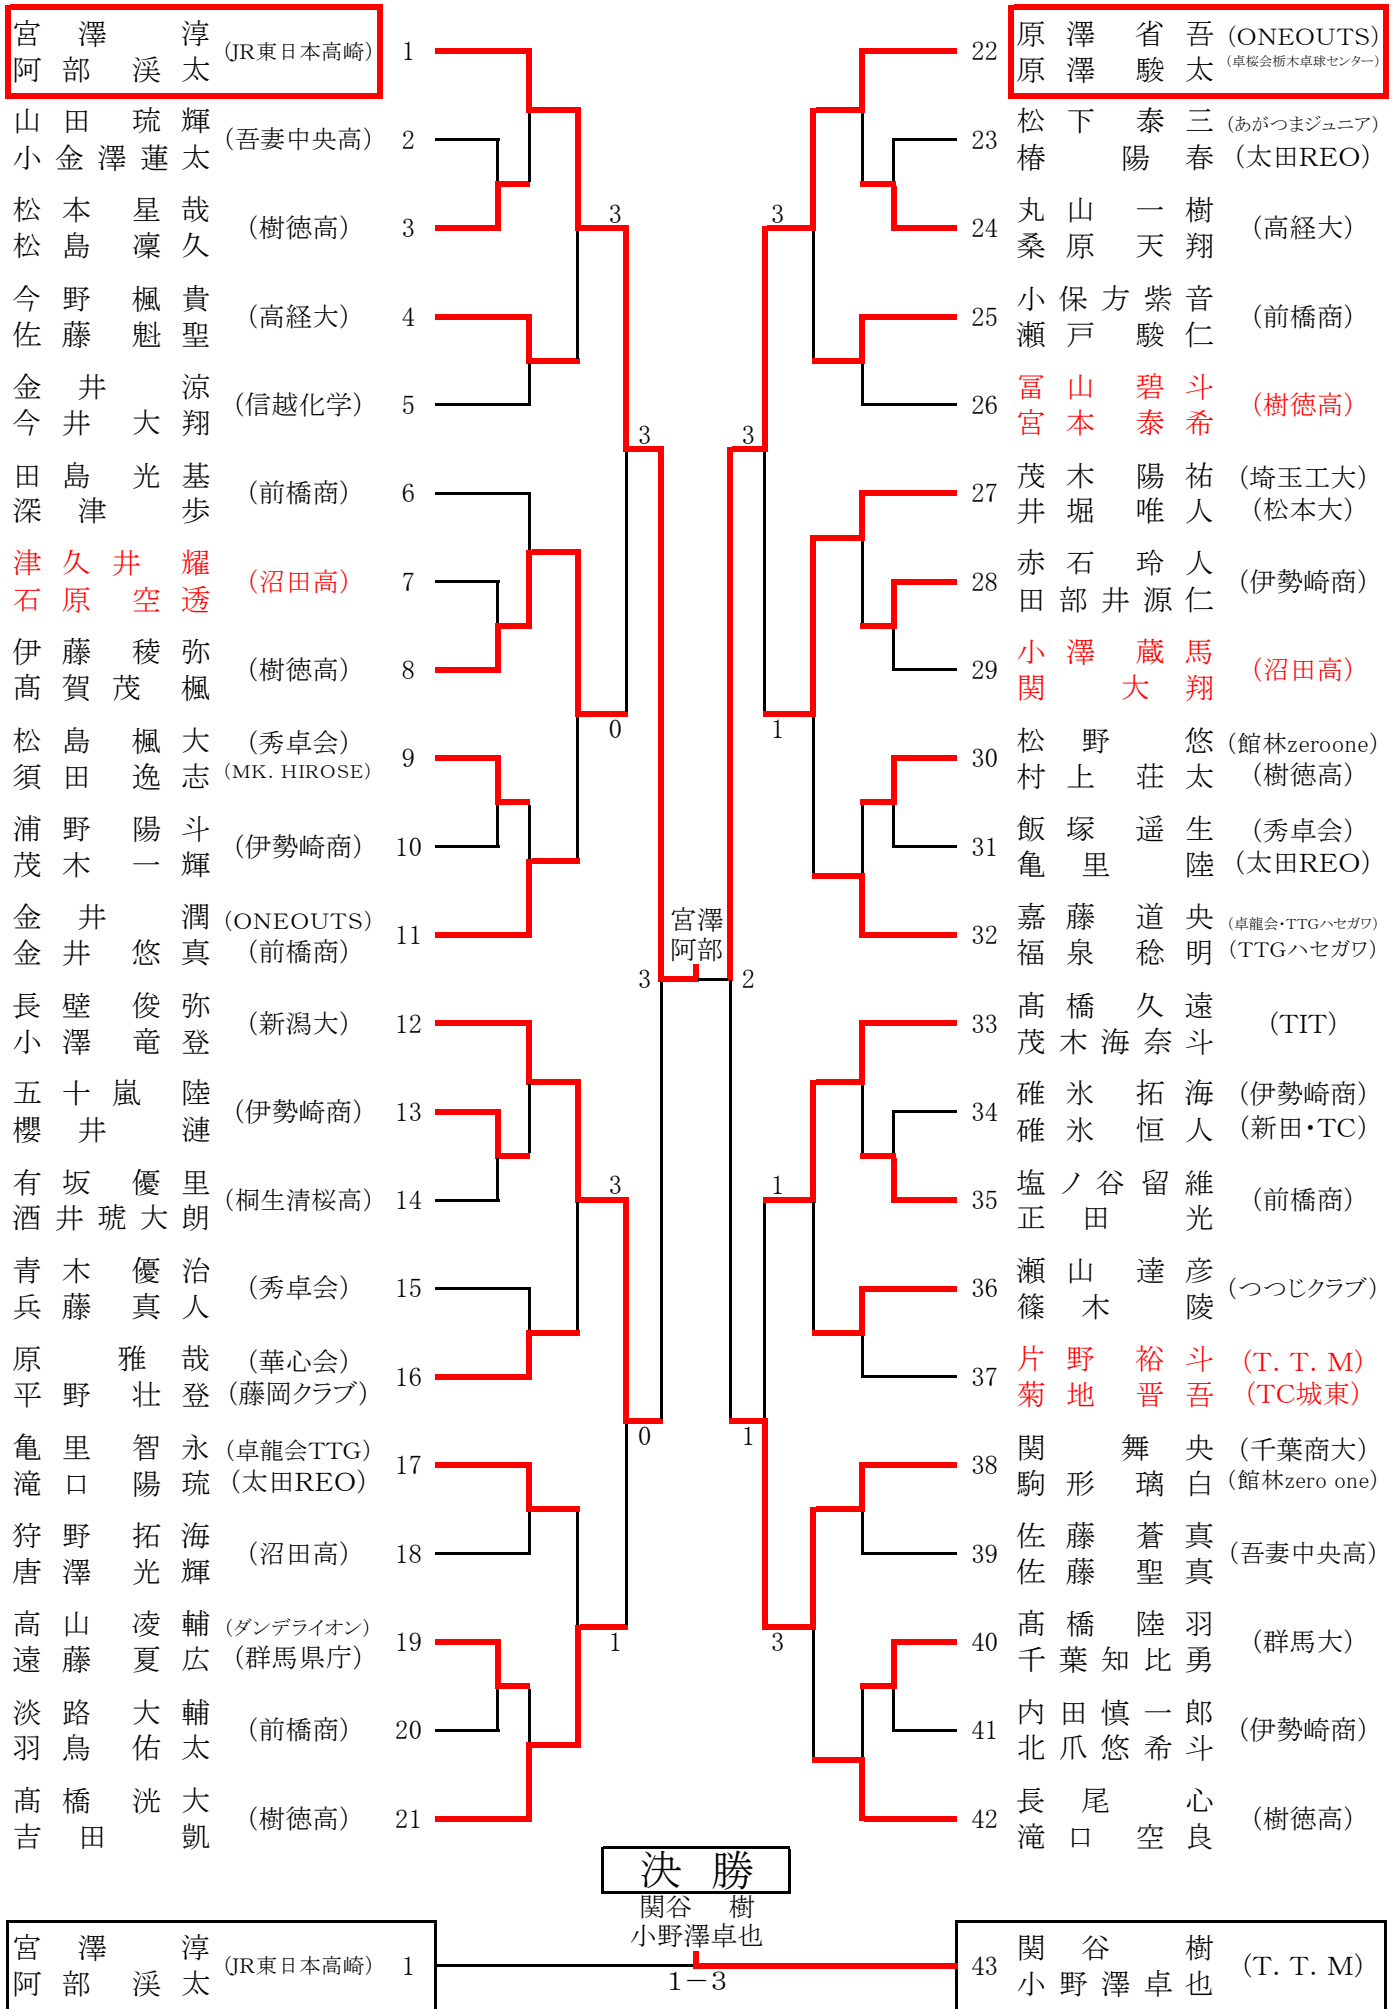 宮澤淳 (JR東日本高崎) 1
阿部渓太
山田琉輝 (吾妻中央高) 2
小金澤蓮太
松本星哉 (樹徳高) 3
松島凜久
今野楓貴 (高経大) 4
佐藤魁聖
金井涼 (信越化学) 5
今井大翔
田島光基 (前橋商) 6
深津歩
津久井耀 (沼田高) 7
石原空透
伊藤稜弥 (樹徳高) 8
髙賀茂楓
松島楓大 (秀卓会) 9
須田逸志 (MK. HIROSE)
浦野陽斗 (伊勢崎商) 10
茂木一輝
金井潤 (ONEOUTS) 11
金井悠真 (前橋商)
長壁俊弥 (新潟大) 12
小澤竜登
五十嵐陸 (伊勢崎商) 13
櫻井漣
有坂優里 (桐生清桜高) 14
酒井琥大朗
青木優治 (秀卓会) 15
兵藤真人
原雅哉 (華心会) 16
平野壮登 (藤岡クラブ)
亀里智永 (卓龍会TTG) 17
滝口陽琉 (太田REO)
狩野拓海 (沼田高) 18
唐澤光輝
高山凌輔 (ダンデライオン) 19
遠藤夏広 (群馬県庁)
淡路大輔 (前橋商) 20
羽鳥佑太
髙橋洸大 (樹徳高) 21
吉田凱
3
3
0
3
3
0
1
宮澤
阿部
3
3
1
2
1
1
3
22 原澤省吾 (ONEOUTS)
原澤駿太 (卓桜会栃木卓球センター)
23 松下泰三 (あがつまジュニア)
椿陽春 (太田REO)
24 丸山一樹 (高経大)
桑原天翔
25 小保方紫音 (前橋商)
瀬戸駿仁
26 冨山碧斗 (樹徳高)
宮本泰希
27 茂木陽祐 (埼玉工大)
井堀唯人 (松本大)
28 赤石玲人 (伊勢崎商)
田部井源仁
29 小澤蔵馬 (沼田高)
関大翔
30 松野悠 (館林zeroone)
村上荘太 (樹徳高)
31 飯塚遥生 (秀卓会)
亀里陸 (太田REO)
32 嘉藤道央 (卓龍会・TTGハセガワ)
福泉稔明 (TTGハセガワ)
33 髙橋久遠 (TIT)
茂木海奈斗
34 碓氷拓海 (伊勢崎商)
碓氷恒人 (新田・TC)
35 塩ノ谷留維 (前橋商)
正田光
36 瀬山達彦 (つつじクラブ)
篠木陵
37 片野裕斗 (T. T. M)
菊地晋吾 (TC城東)
38 関舞央 (千葉商大)
駒形璃白 (館林zero one)
39 佐藤蒼真 (吾妻中央高)
佐藤聖真
40 髙橋陸羽 (群馬大)
千葉知比勇
41 内田慎一郎 (伊勢崎商)
北爪悠希斗
42 長尾心 (樹徳高)
滝口空良
決勝
関谷 樹
小野澤卓也
宮澤淳 (JR東日本高崎) 1
阿部渓太
1－3
43 関谷樹 (T. T. M)
小野澤卓也